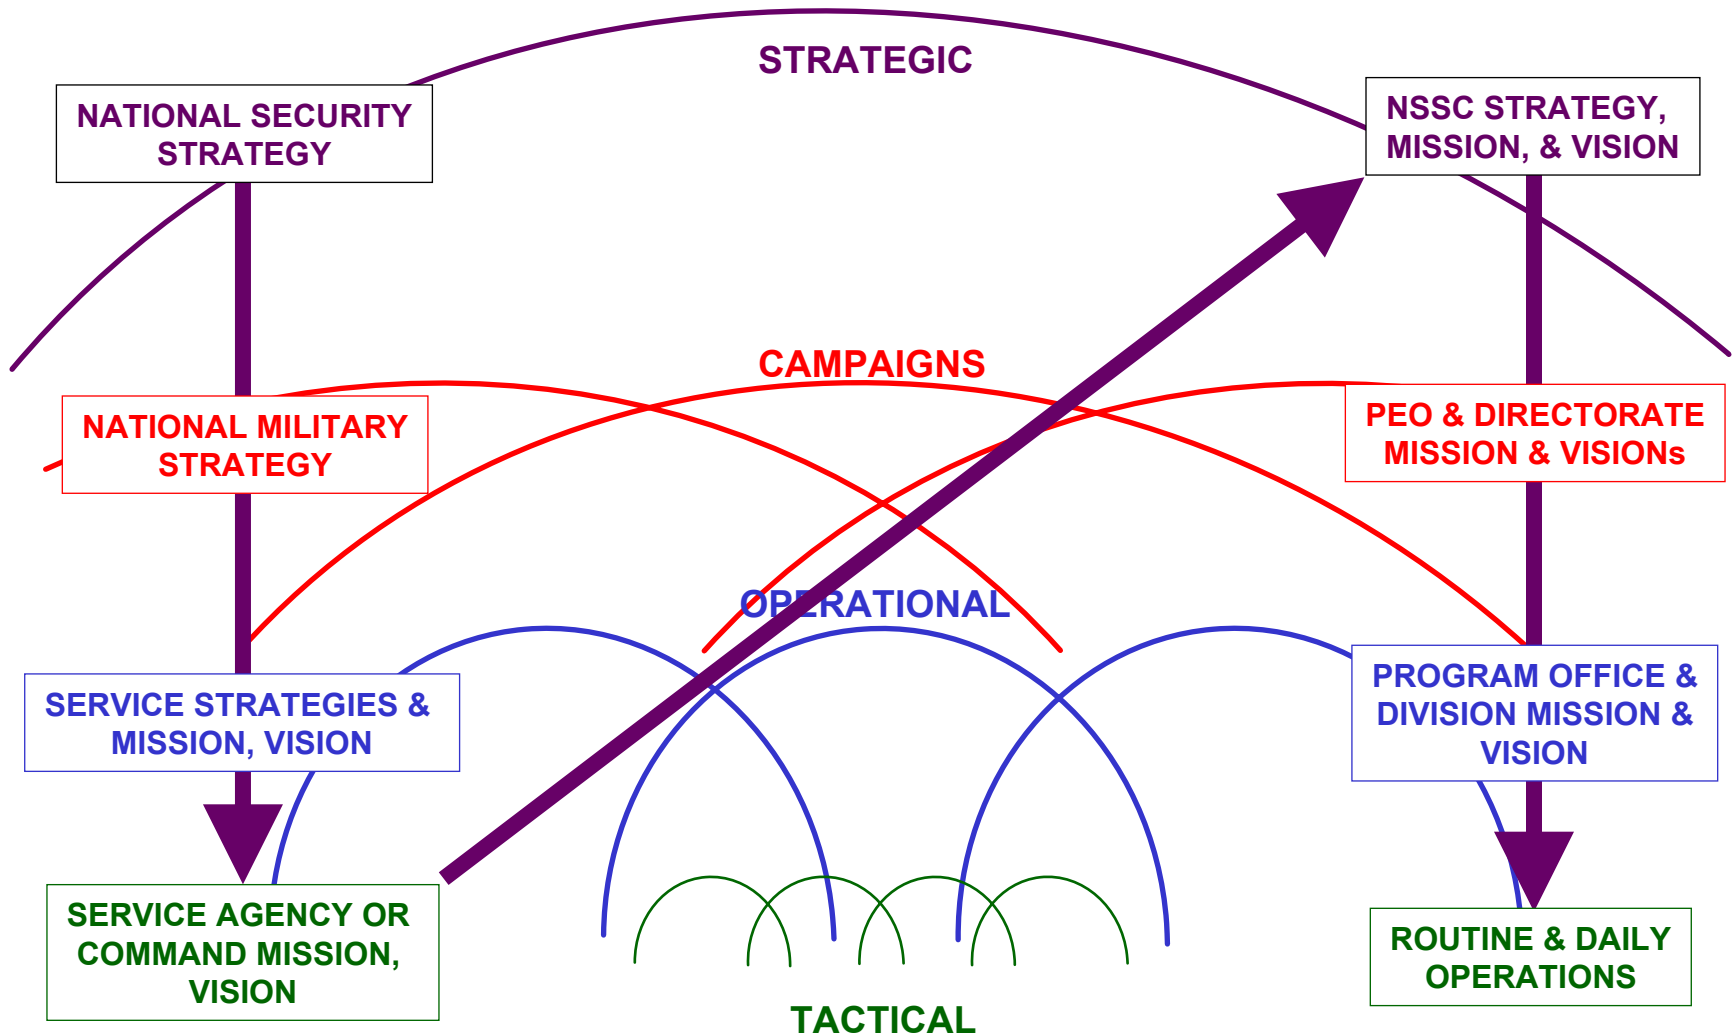 STRATEGIC
NATIONAL SECURITY
STRATEGY
NSSC STRATEGY,
MISSION, & VISION
CAMPAIGNS
NATIONAL MILITARY
STRATEGY
PEO & DIRECTORATE
MISSION & VISIONs
OPERATIONAL
SERVICE STRATEGIES &
MISSION, VISION
PROGRAM OFFICE &
DIVISION MISSION &
VISION
SERVICE AGENCY OR
COMMAND MISSION,
VISION
ROUTINE & DAILY
OPERATIONS
TACTICAL